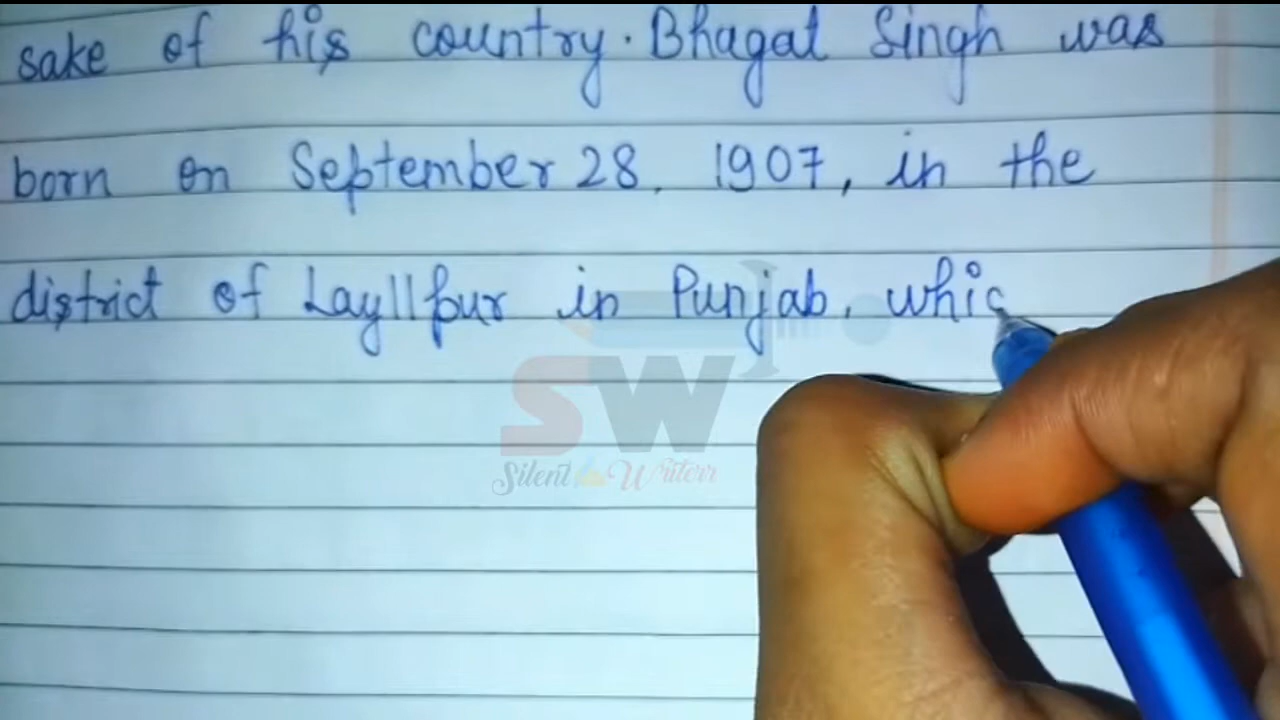 sake of his country. Bhagat Singh was
born on September 28, 1907, in the
district of Layllpur in Punjab, whic
SW
Silent Writerr